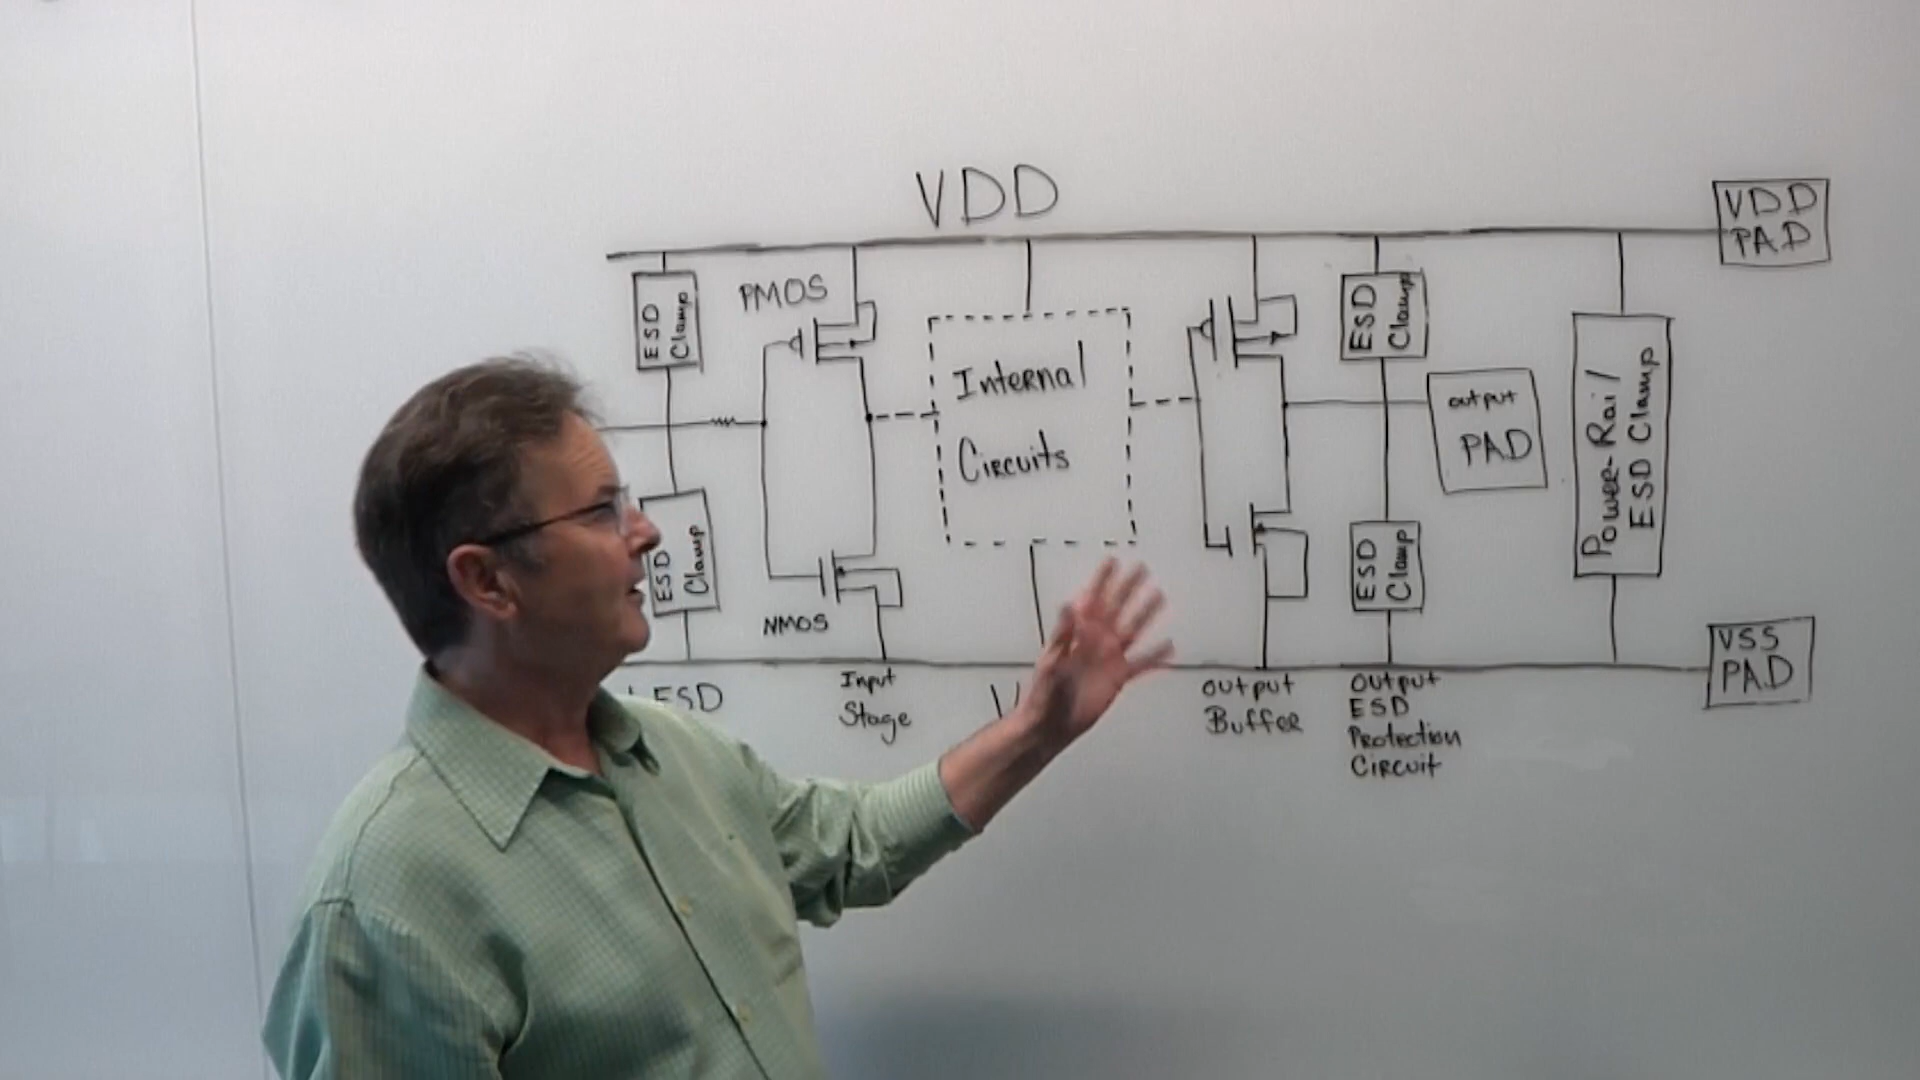 VDD
VDD
PAD
ESD
Clamp
PMOS
ESD
Clamp
Internal
Circuits
output
PAD
Power-Rail/
ESD Clamp
ESD
Clamp
NMOS
ESD
Clamp
VSS
PAD
ESD
Input
Stage
V
Output
Buffer
Output
ESD
Protection
Circuit